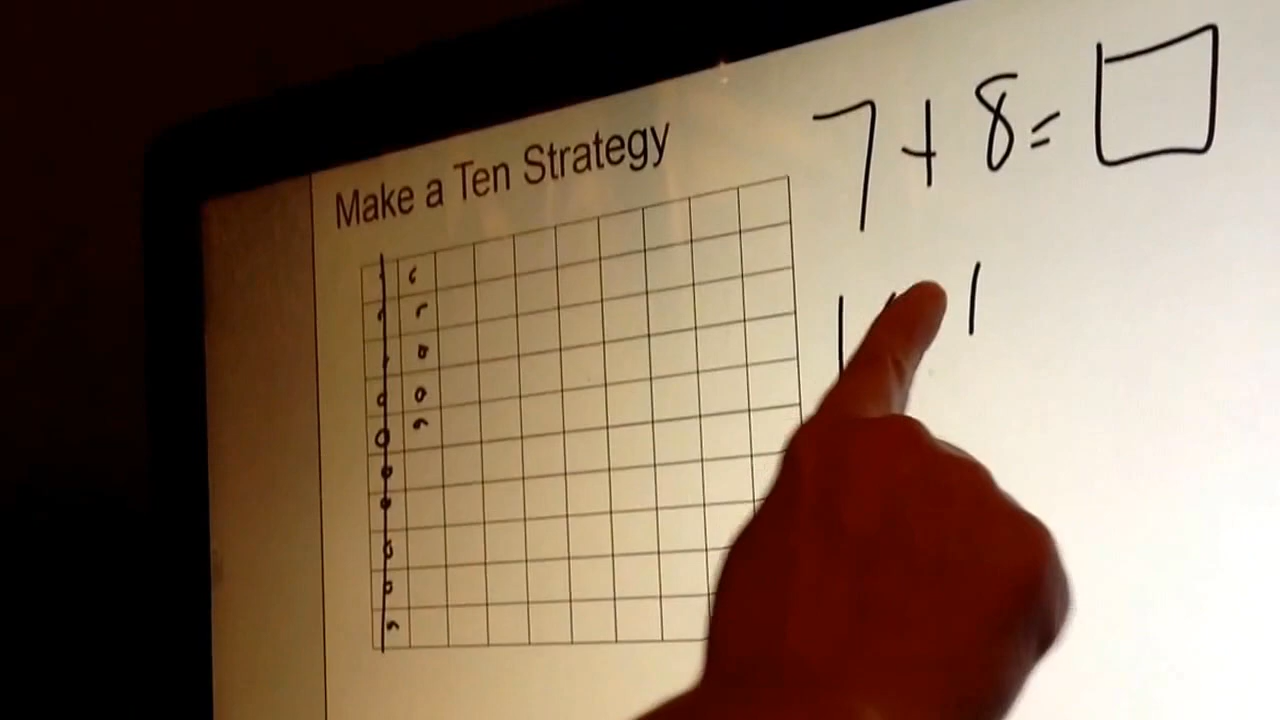 Make a Ten Strategy
7 + 8 =